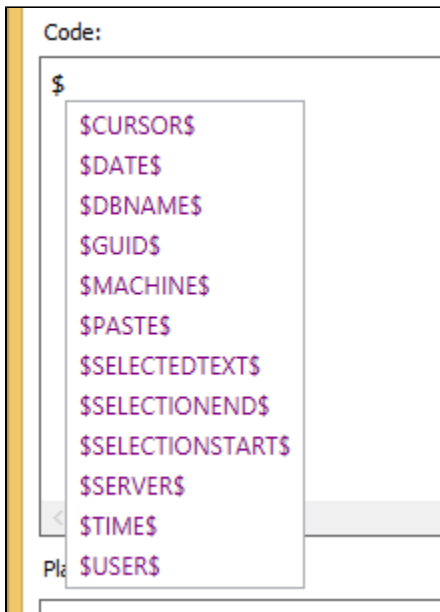 Code:
$
$CURSOR$
$DATE$
$DBNAME$
$GUID$
$MACHINE$
$PASTE$
$SELECTEDTEXT$
$SELECTIONEND$
$SELECTIONSTART$
$SERVER$
$TIME$
$USER$